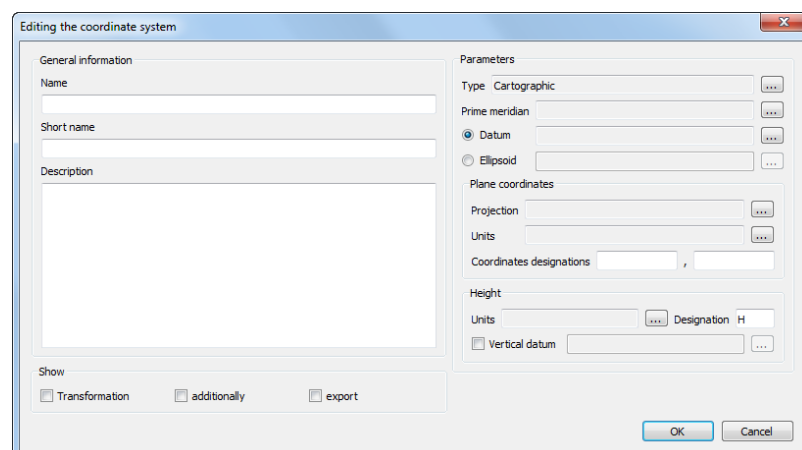 Editing the coordinate system
General information
Name
Short name
Description
Show
Transformation
additionally
export
Parameters
Type Cartographic ...
Prime meridian ...
Datum ...
Ellipsoid ...
Plane coordinates
Projection ...
Units ...
Coordinates designations ,
Height
Units ... Designation H
Vertical datum ...
OK
Cancel